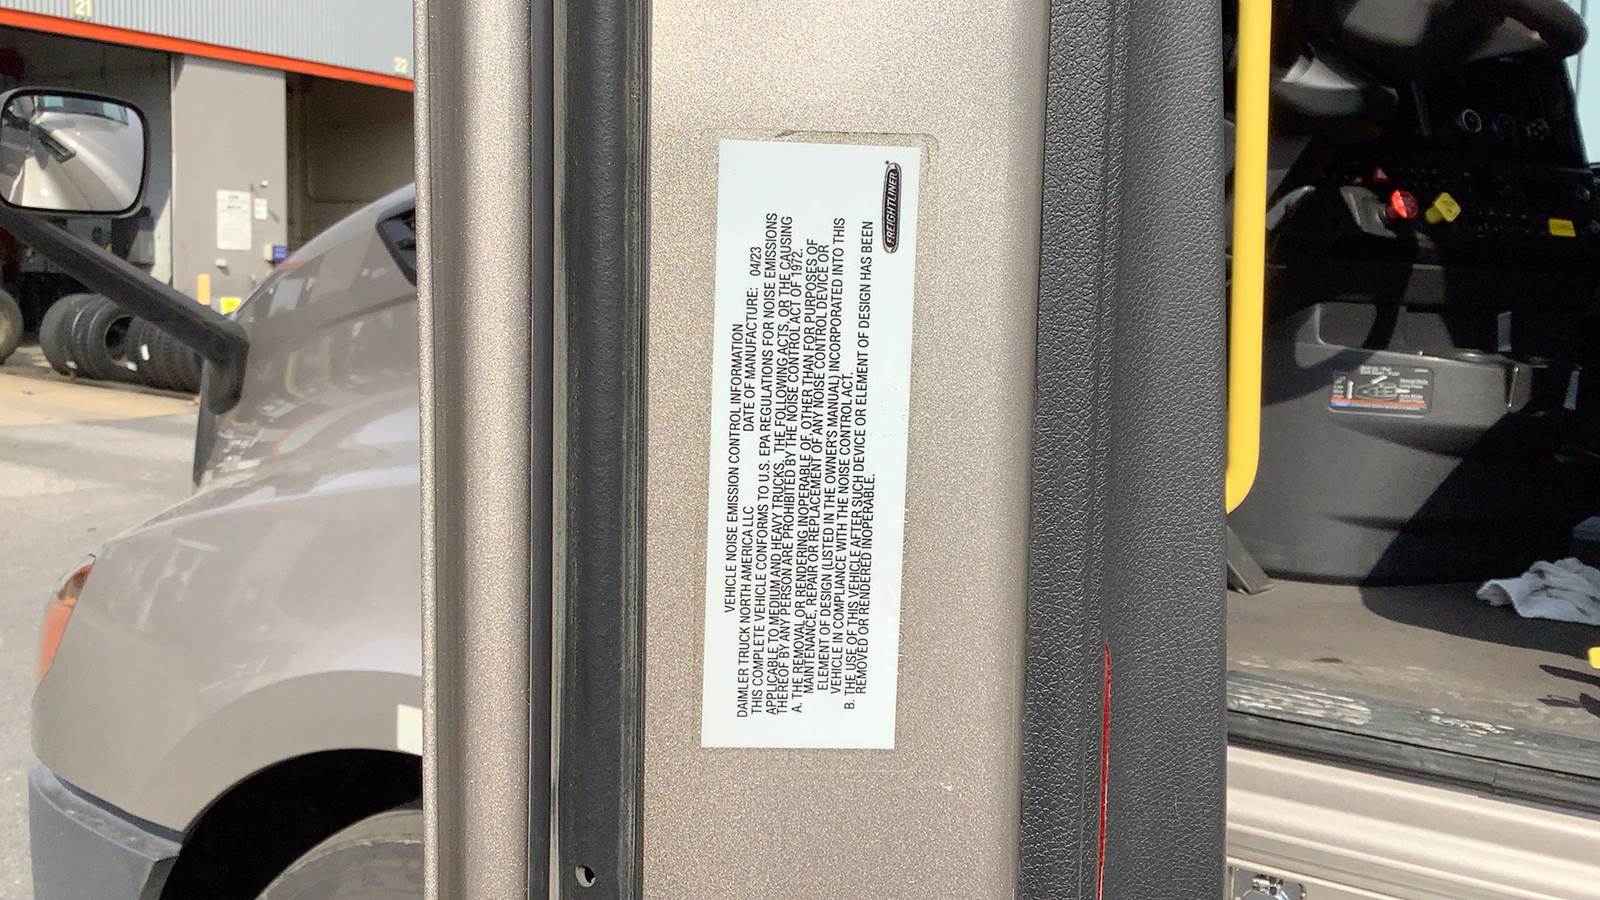 21
22
FREIGHTLINER
VEHICLE NOISE EMISSION CONTROL INFORMATION
DAIMLER TRUCK NORTH AMERICA LLC DATE OF MANUFACTURE: 04/23
THIS COMPLETE VEHICLE CONFORMS TO U.S. EPA REGULATIONS FOR NOISE EMISSIONS
APPLICABLE TO MEDIUM AND HEAVY TRUCKS. THE FOLLOWING ACTS, OR THE CAUSING
THEREOF BY ANY PERSON ARE PROHIBITED BY THE NOISE CONTROL ACT OF 1972.
A. THE REMOVAL OR RENDERING INOPERABLE OF, OTHER THAN FOR PURPOSES OF
MAINTENANCE, REPAIR OR REPLACEMENT OF ANY NOISE CONTROL DEVICE OR
ELEMENT OF DESIGN (LISTED IN THE OWNER'S MANUAL) INCORPORATED INTO THIS
VEHICLE IN COMPLIANCE WITH THE NOISE CONTROL ACT.
B. THE USE OF THIS VEHICLE AFTER SUCH DEVICE OR ELEMENT OF DESIGN HAS BEEN
REMOVED OR RENDERED INOPERABLE.